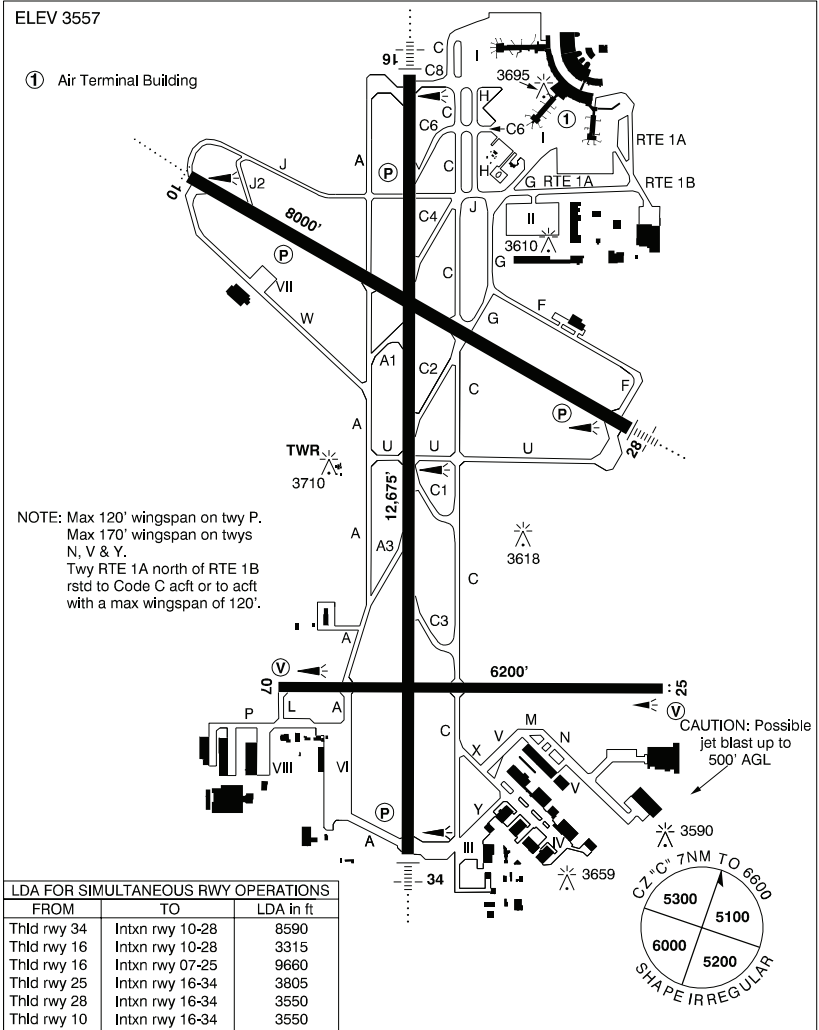 ELEV 3557
① Air Terminal Building
16
C
C8
I
3695
C
H
C6
C6
①
I
RTE 1A
A
P
C
H
J
J2
10
G
RTE 1A
RTE 1B
8000'
C4
J
II
3610
P
C
G
VII
W
G
F
A1
C2
C
F
P
A
28
TWR
3710
U
U
U
12,675'
C1
NOTE: Max 120' wingspan on twy P.
Max 170' wingspan on twys
N, V & Y.
Twy RTE 1A north of RTE 1B
rstd to Code C acft or to acft
with a max wingspan of 120'.
A
A3
3618
C
C3
A
V
07
6200'
25
V
L
A
P
C
M
V
N
X
CAUTION: Possible
jet blast up to
500' AGL
VIII
VI
V
Y
P
A
III
IV
3590
34
3659
CZ "C" 7NM TO 6600
5300
5100
6000
5200
SHAPE IRREGULAR
LDA FOR SIMULTANEOUS RWY OPERATIONS
FROM TO LDA in ft
Thld rwy 34 Intxn rwy 10-28 8590
Thld rwy 16 Intxn rwy 10-28 3315
Thld rwy 16 Intxn rwy 07-25 9660
Thld rwy 25 Intxn rwy 16-34 3805
Thld rwy 28 Intxn rwy 16-34 3550
Thld rwy 10 Intxn rwy 16-34 3550